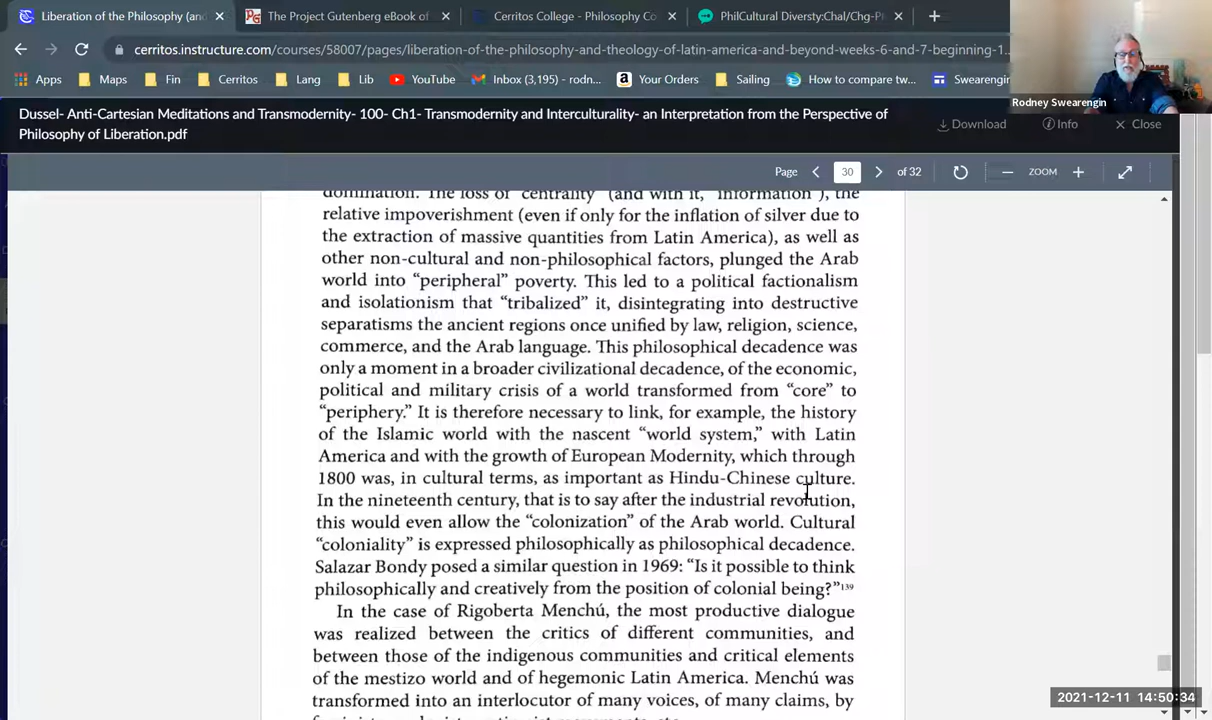 Liberation of the Philosophy (and
The Project Gutenberg eBook of
Cerritos College - Philosophy Co
PhilCultural Diversty:Chal/Chg-Pl
cerritos.instructure.com/courses/58007/pages/liberation-of-the-philosophy-and-theology-of-latin-america-and-beyond-weeks-6-and-7-beginning-1...
Apps Maps Fin Cerritos Lang Lib YouTube Inbox (3,195) - rodn... Your Orders Sailing How to compare tw... Swearengin
Rodney Swearengin
Dussel- Anti-Cartesian Meditations and Transmodernity- 100- Ch1- Transmodernity and Interculturality- an Interpretation from the Perspective of
Philosophy of Liberation.pdf
Download Info Close
Page 30 of 32 ZOOM
domination. The loss of "centrality" (and with it, "information"), the
relative impoverishment (even if only for the inflation of silver due to
the extraction of massive quantities from Latin America), as well as
other non-cultural and non-philosophical factors, plunged the Arab
world into "peripheral" poverty. This led to a political factionalism
and isolationism that "tribalized" it, disintegrating into destructive
separatisms the ancient regions once unified by law, religion, science,
commerce, and the Arab language. This philosophical decadence was
only a moment in a broader civilizational decadence, of the economic,
political and military crisis of a world transformed from "core" to
"periphery." It is therefore necessary to link, for example, the history
of the Islamic world with the nascent "world system," with Latin
America and with the growth of European Modernity, which through
1800 was, in cultural terms, as important as Hindu-Chinese culture.
In the nineteenth century, that is to say after the industrial revolution,
this would even allow the "colonization" of the Arab world. Cultural
"coloniality" is expressed philosophically as philosophical decadence.
Salazar Bondy posed a similar question in 1969: "Is it possible to think
philosophically and creatively from the position of colonial being?"139
In the case of Rigoberta Menchú, the most productive dialogue
was realized between the critics of different communities, and
between those of the indigenous communities and critical elements
of the mestizo world and of hegemonic Latin America. Menchú was
transformed into an interlocutor of many voices, of many claims, by
2021-12-11 14:50:34